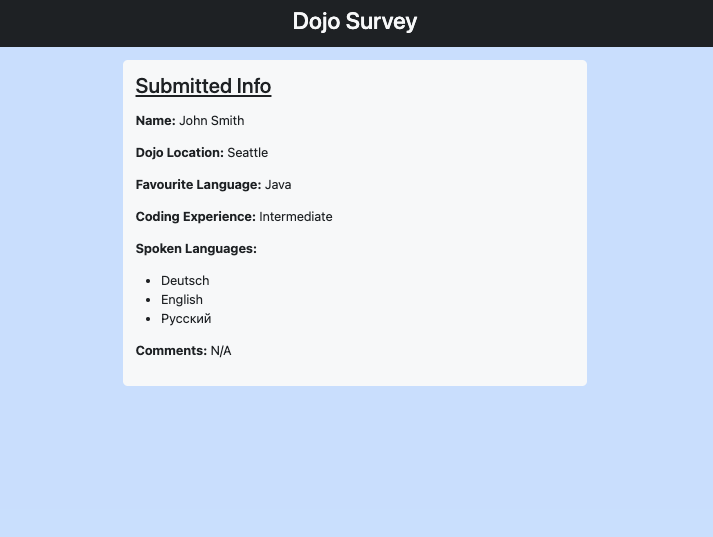 Dojo Survey
Submitted Info
Name: John Smith
Dojo Location: Seattle
Favourite Language: Java
Coding Experience: Intermediate
Spoken Languages:
Deutsch
English
Русский
Comments: N/A